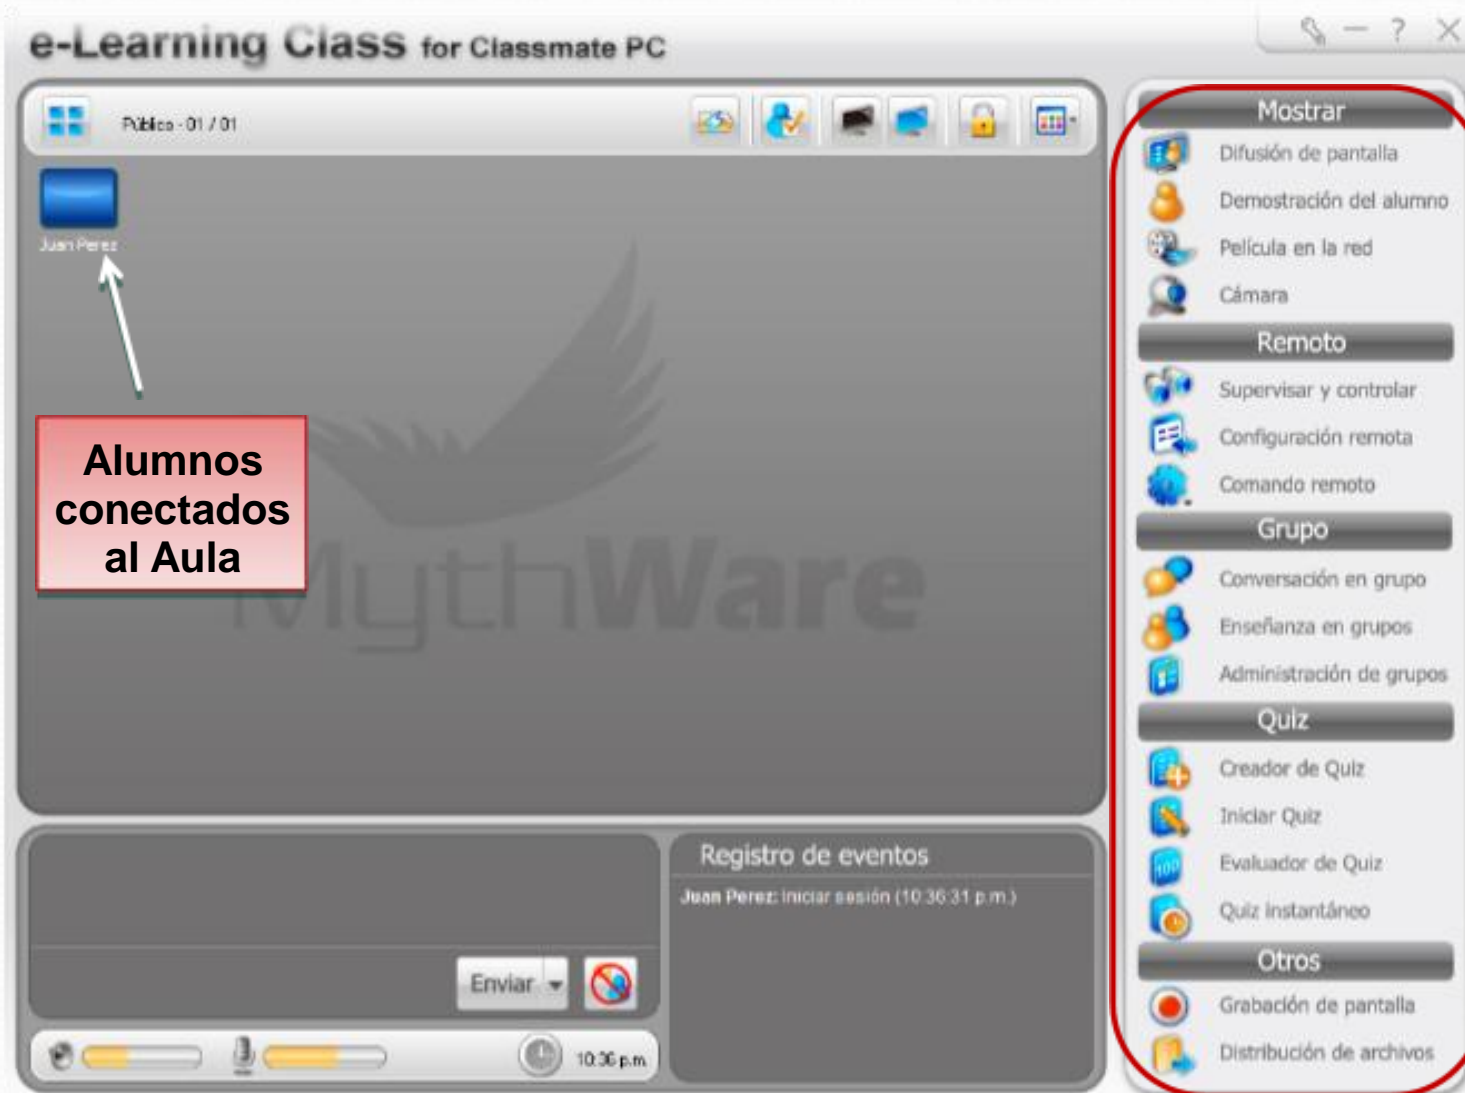 e-Learning Class for Classmate PC
Público - 01 / 01
Juan Perez
Alumnos
conectados
al Aula
MythWare
Enviar
10:36 p.m.
Registro de eventos
Juan Perez: Iniciar sesión (10:36:31 p.m.)
Mostrar
Difusión de pantalla
Demostración del alumno
Película en la red
Cámara
Remoto
Supervisar y controlar
Configuración remota
Comando remoto
Grupo
Conversación en grupo
Enseñanza en grupos
Administración de grupos
Quiz
Creador de Quiz
Iniciar Quiz
100
Evaluador de Quiz
Quiz instantáneo
Otros
Grabación de pantalla
Distribución de archivos